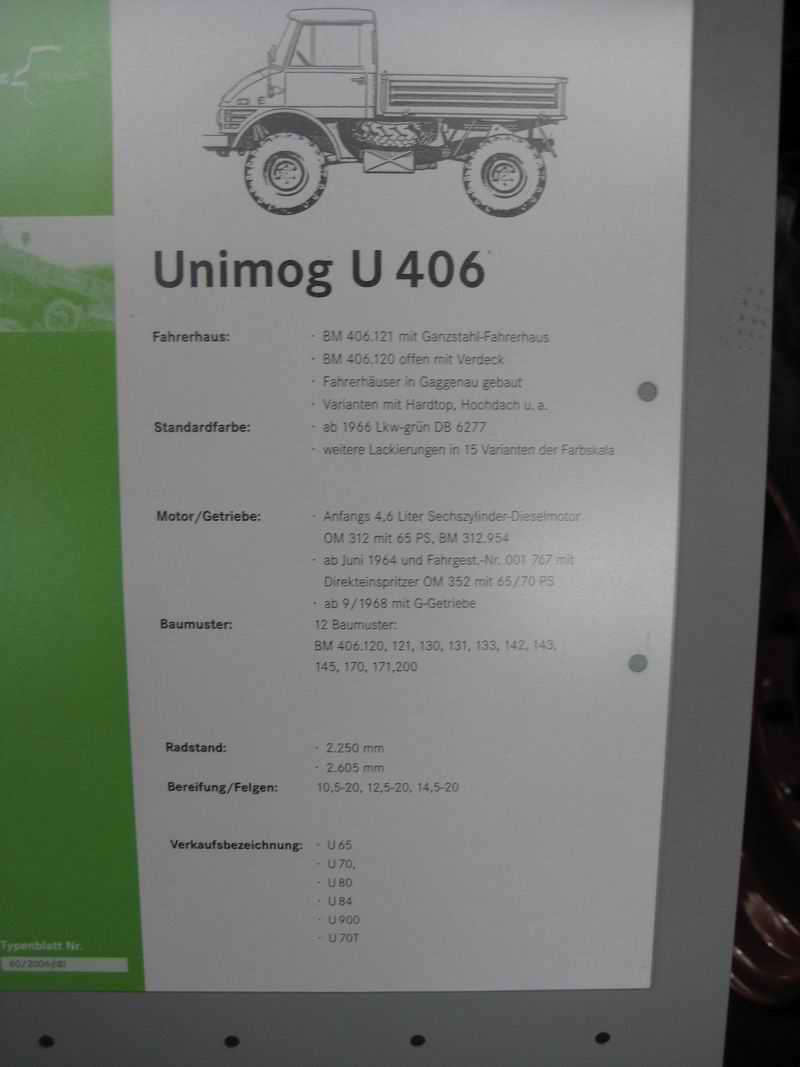 Unimog U 406
Fahrerhaus: · BM 406.121 mit Ganzstahl-Fahrerhaus
· BM 406.120 offen mit Verdeck
· Fahrerhäuser in Gaggenau gebaut
· Varianten mit Hardtop, Hochdach u. a.
Standardfarbe: · ab 1966 Lkw-grün DB 6277
· weitere Lackierungen in 15 Varianten der Farbskala
Motor/Getriebe: · Anfangs 4,6 Liter Sechszylinder-Dieselmotor
OM 312 mit 65 PS, BM 312.954
· ab Juni 1964 und Fahrgest.-Nr. 001 767 mit
Direkteinspritzer OM 352 mit 65/70 PS
· ab 9/1968 mit G-Getriebe
Baumuster: 12 Baumuster:
BM 406.120, 121, 130, 131, 133, 142, 143,
145, 170, 171,200
Radstand: · 2.250 mm
· 2.605 mm
Bereifung/Felgen: 10,5-20, 12,5-20, 14,5-20
Verkaufsbezeichnung: · U 65
· U 70,
· U 80
· U 84
· U 900
· U 70T
Typenblatt Nr.